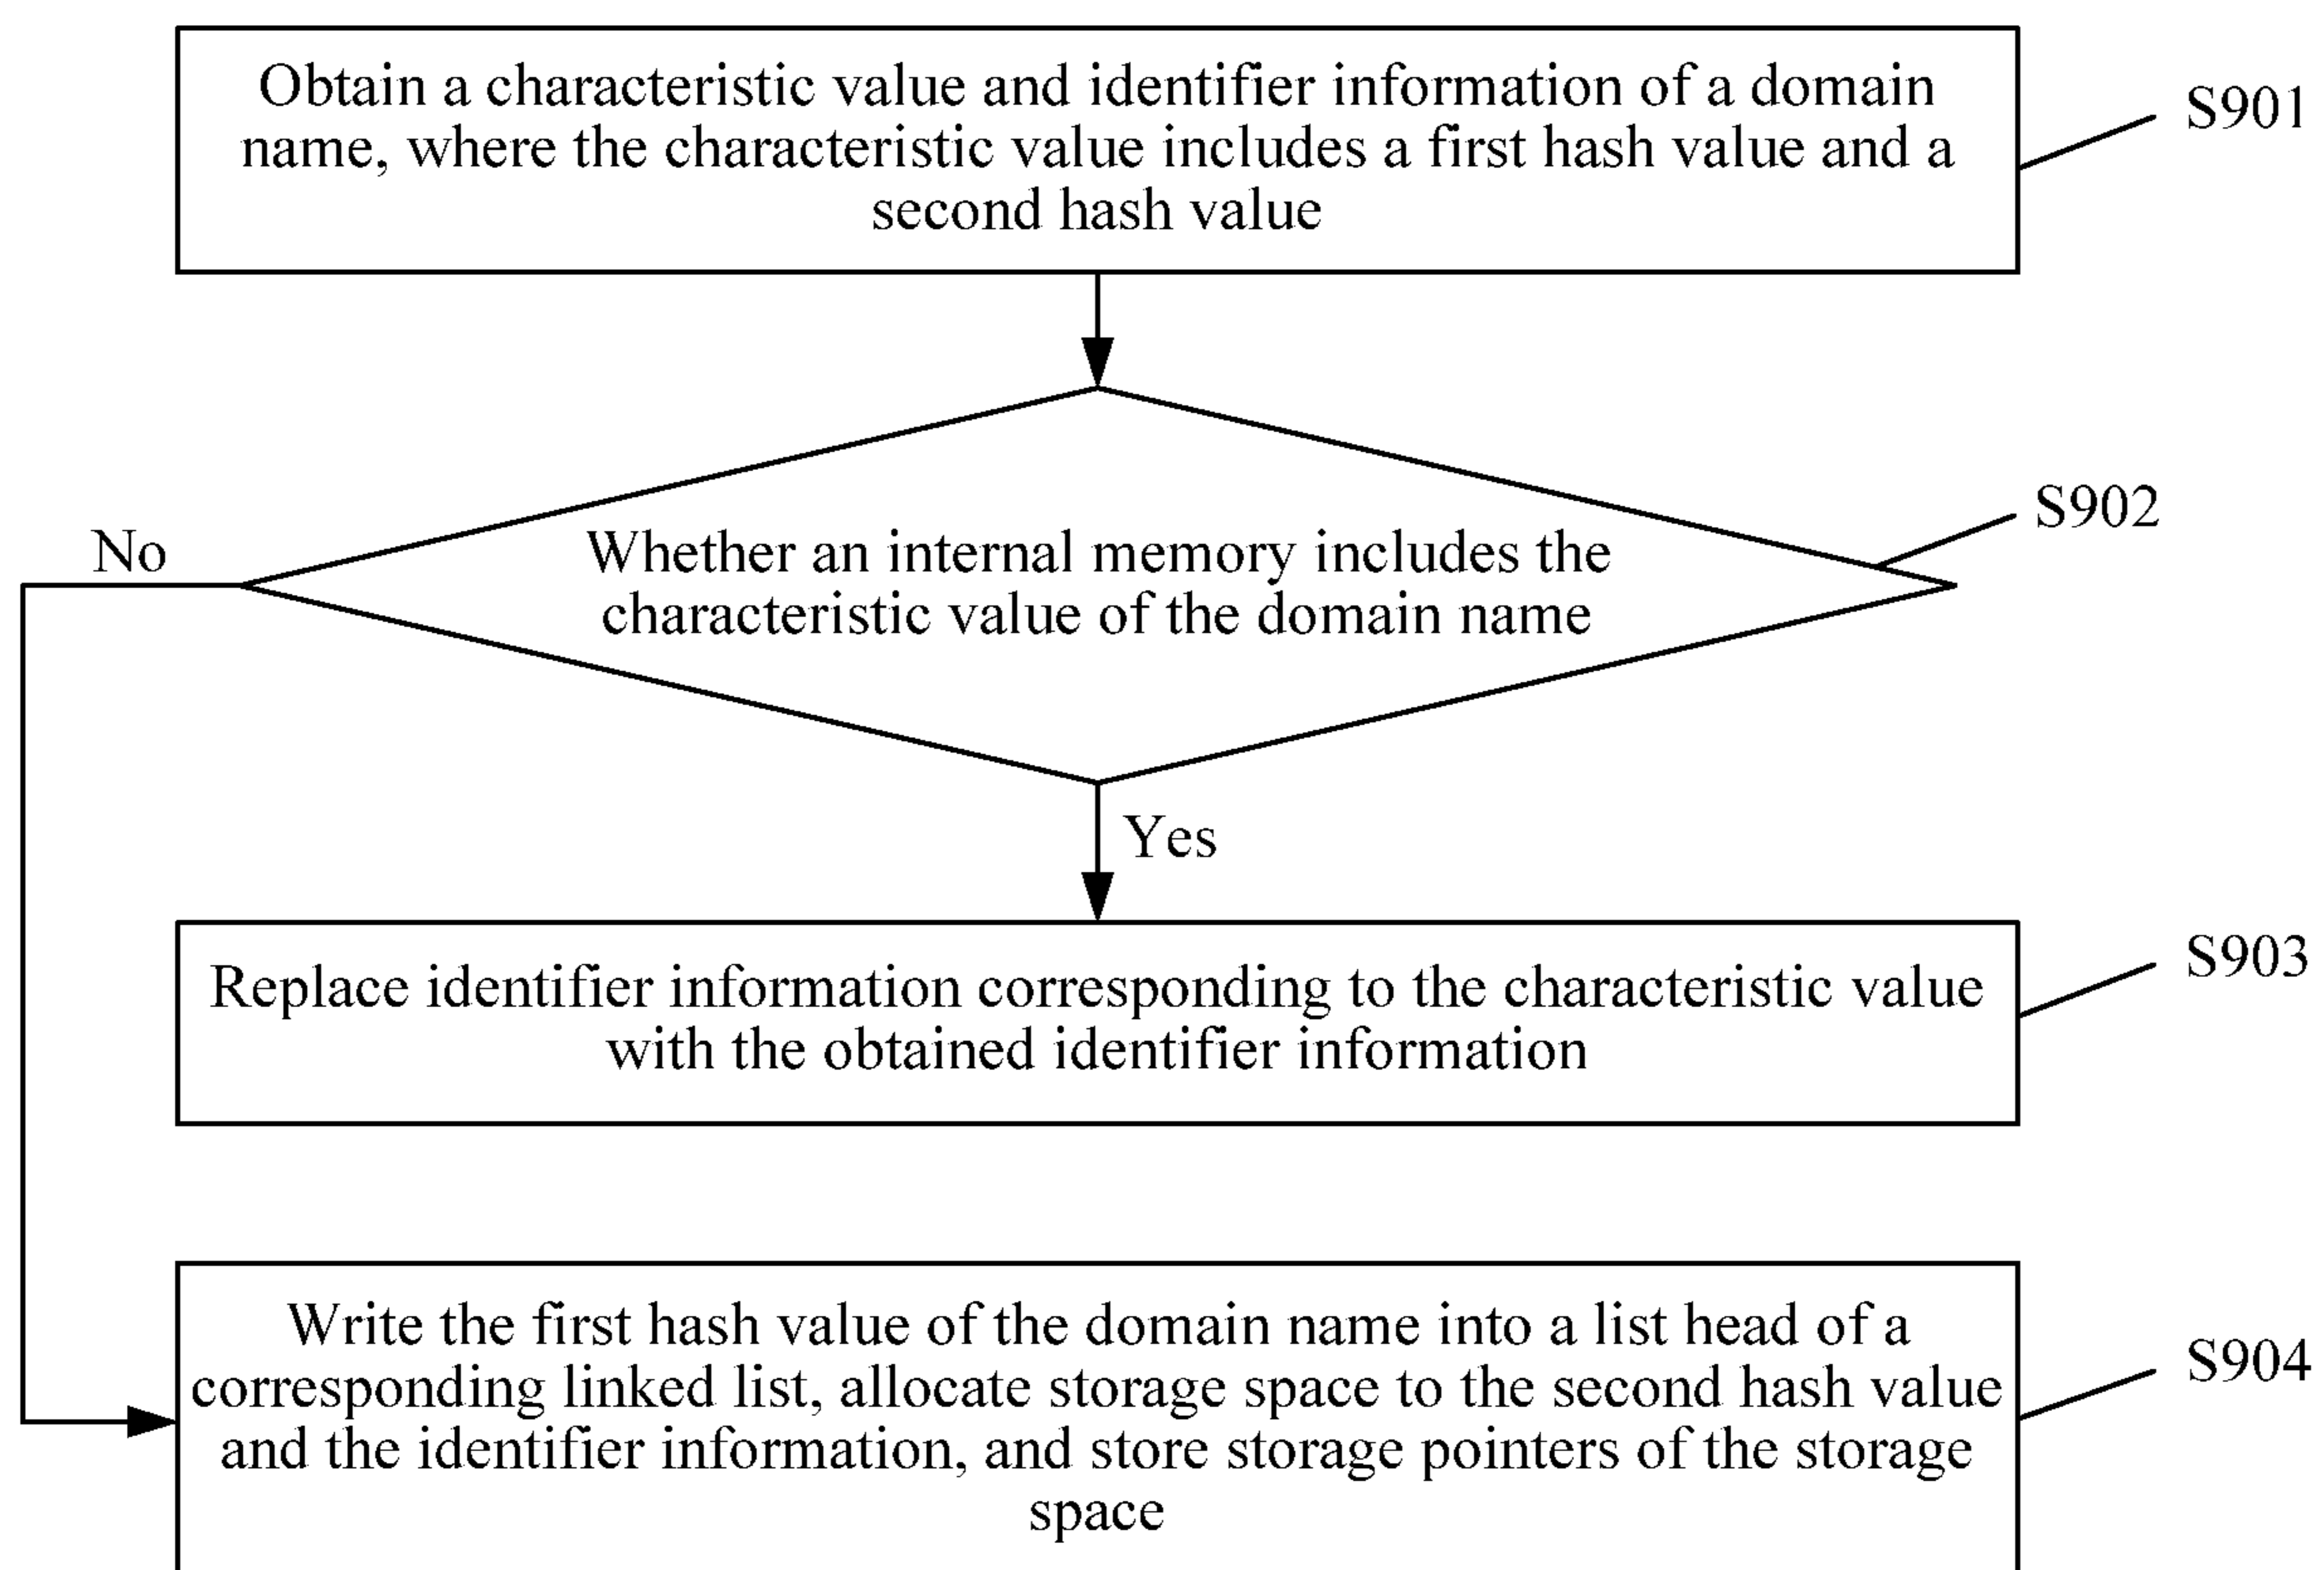 Obtain a characteristic value and identifier information of a domain
name, where the characteristic value includes a first hash value and a
second hash value
S901
Whether an internal memory includes the
characteristic value of the domain name
S902
No
Yes
Replace identifier information corresponding to the characteristic value
with the obtained identifier information
S903
Write the first hash value of the domain name into a list head of a
corresponding linked list, allocate storage space to the second hash value
and the identifier information, and store storage pointers of the storage
space
S904